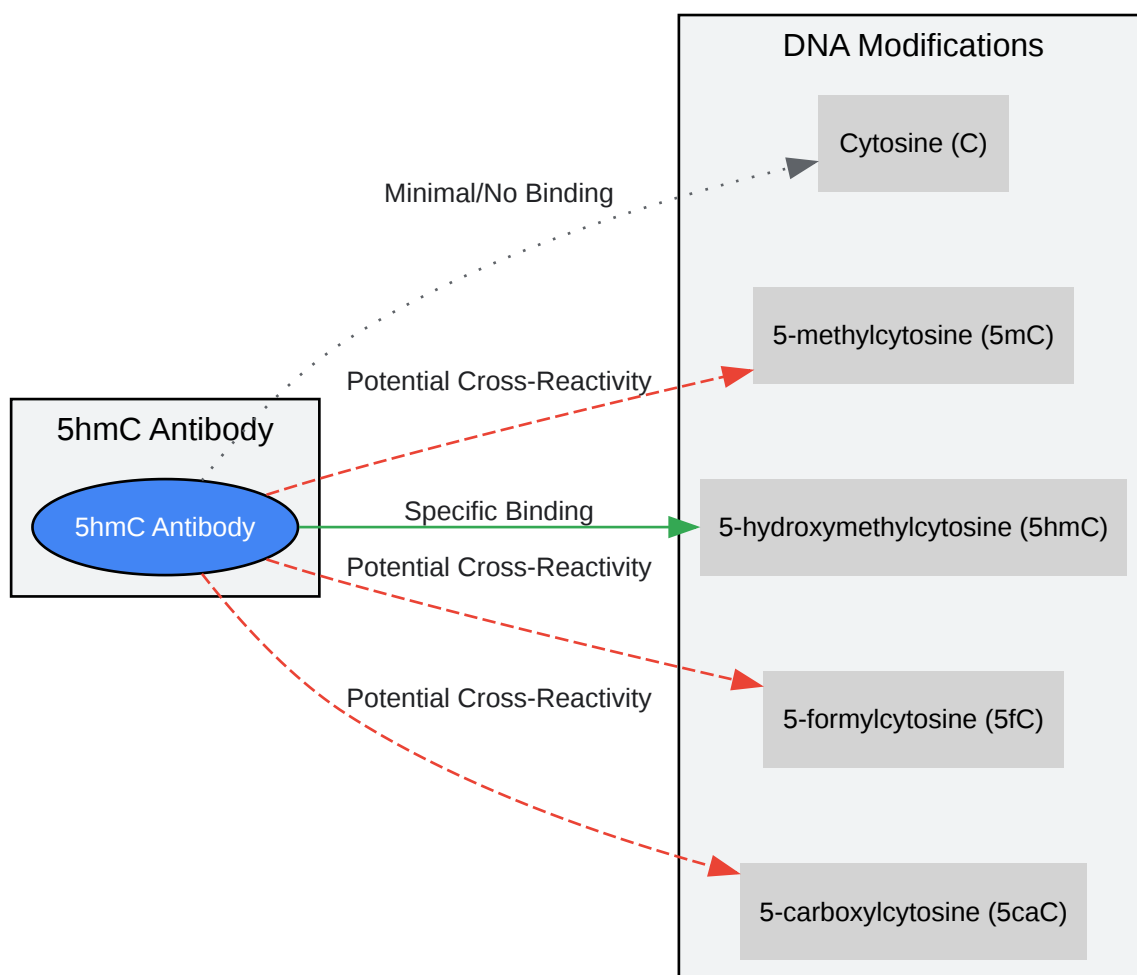 DNA Modifications
Cytosine (C)
Minimal/No Binding
5-methylcytosine (5mC)
Potential Cross-Reactivity
5hmC Antibody
5hmC Antibody
Specific Binding
5-hydroxymethylcytosine (5hmC)
Potential Cross-Reactivity
5-formylcytosine (5fC)
Potential Cross-Reactivity
5-carboxylcytosine (5caC)